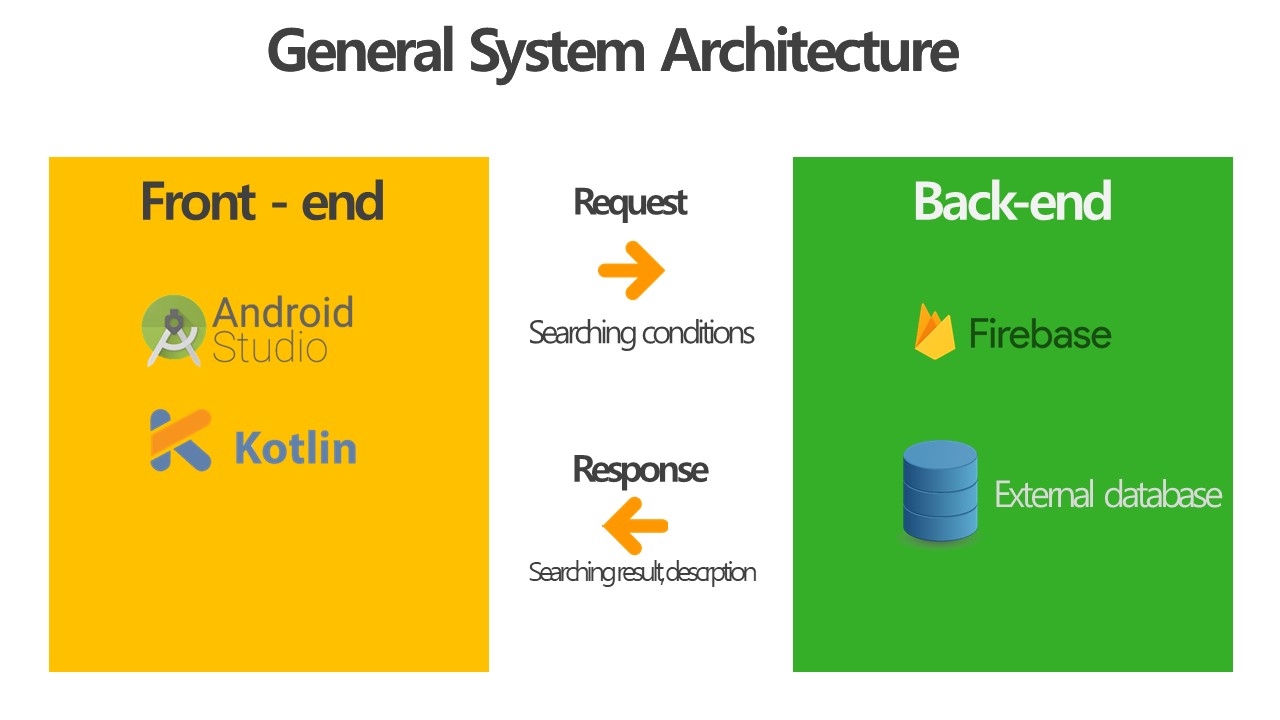 General System Architecture
Front - end
Android
Studio
Kotlin
Request
Searching conditions
Response
Searching result, descrption
Back-end
Firebase
External database